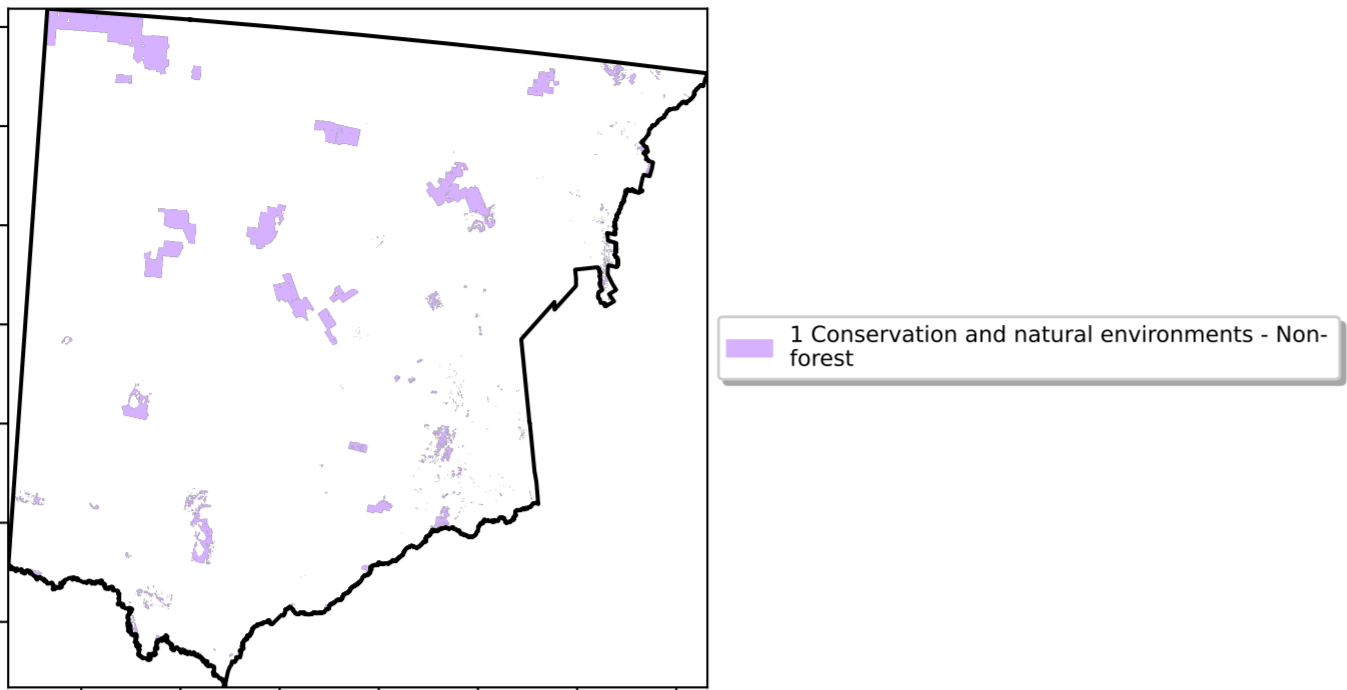 1 Conservation and natural environments - Non-
forest